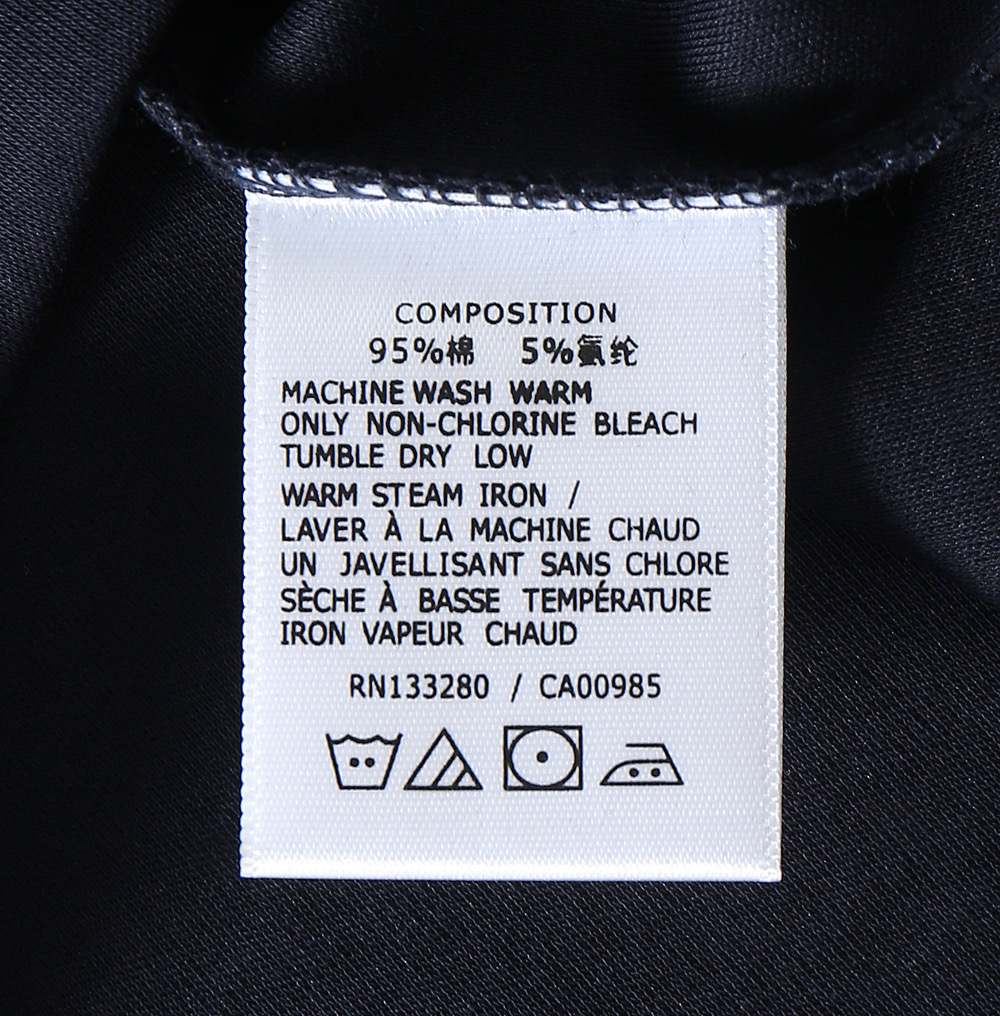 COMPOSITION
95%棉 5%氨纶
MACHINE WASH WARM
ONLY NON-CHLORINE BLEACH
TUMBLE DRY LOW
WARM STEAM IRON /
LAVER À LA MACHINE CHAUD
UN JAVELLISANT SANS CHLORE
SÈCHE À BASSE TEMPÉRATURE
IRON VAPEUR CHAUD
RN133280 / CA00985